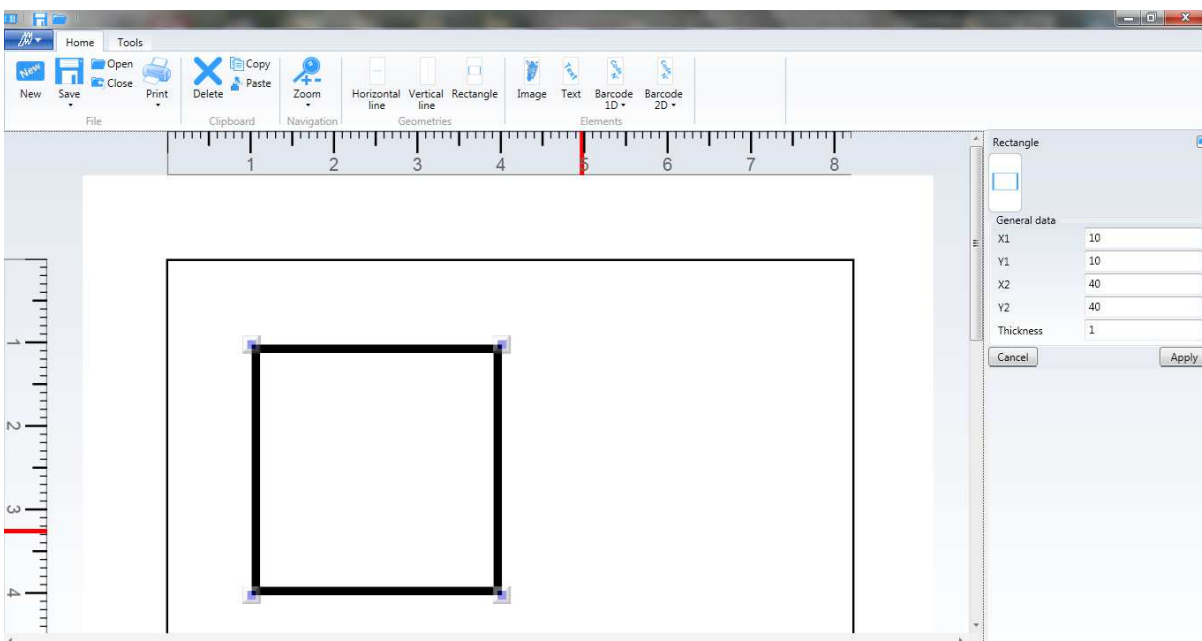 Home Tools
New
Save
Open
Close
Print
File
Delete
Copy
Paste
Clipboard
Zoom
Navigation
Horizontal line
Vertical line
Rectangle
Geometries
Image
Text
Barcode 1D
Barcode 2D
Elements
1 2 3 4 5 6 7 8
1
2
3
4
Rectangle
General data
X1 10
Y1 10
X2 40
Y2 40
Thickness 1
Cancel Apply